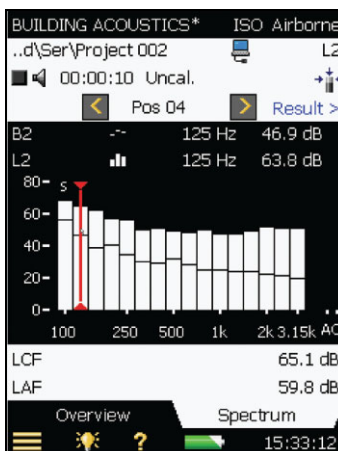 BUILDING ACOUSTICS* ISO Airborne
..d\Ser\Project 002 L2
00:00:10 Uncal.
< Pos 04 > Result >
B2 125 Hz 46.9 dB
L2 125 Hz 63.8 dB
80
S
60
40
20
0
100 250 500 1k 2k 3.15k AC
LCF 65.1 dB
LAF 59.8 dB
Overview Spectrum
? 15:33:12